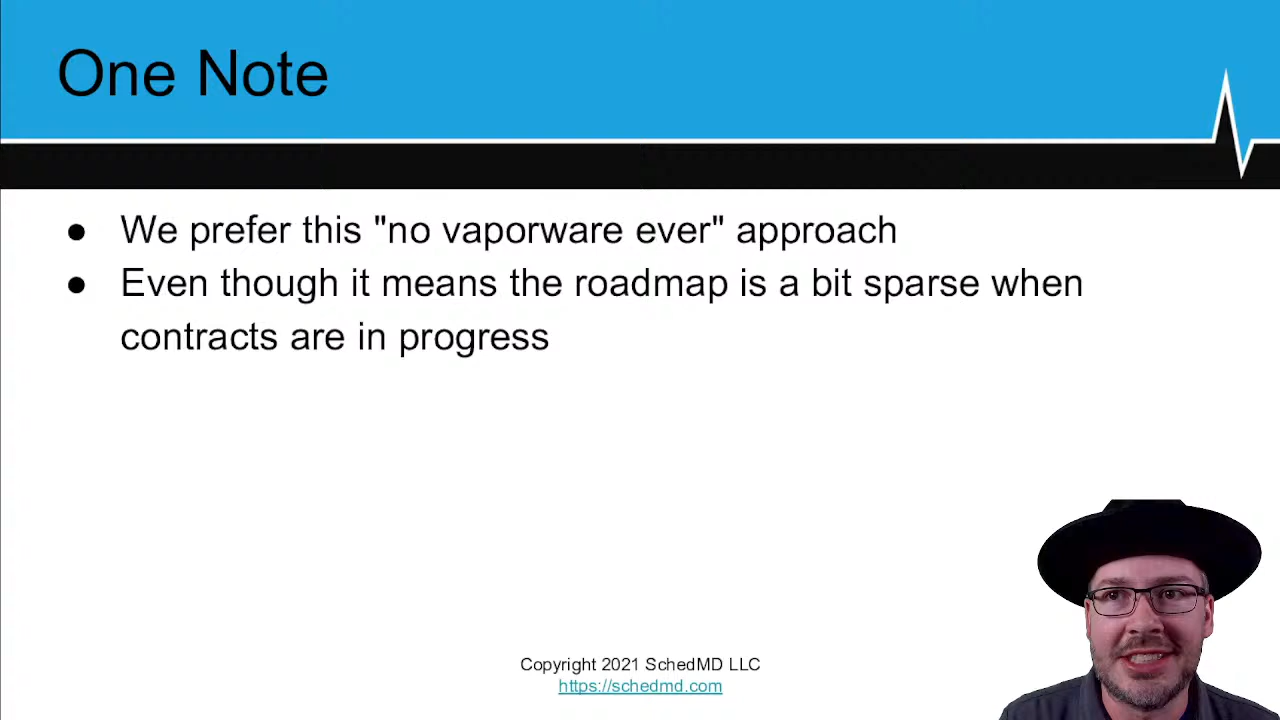 One Note
● We prefer this "no vaporware ever" approach
● Even though it means the roadmap is a bit sparse when
contracts are in progress
Copyright 2021 SchedMD LLC
https://schedmd.com